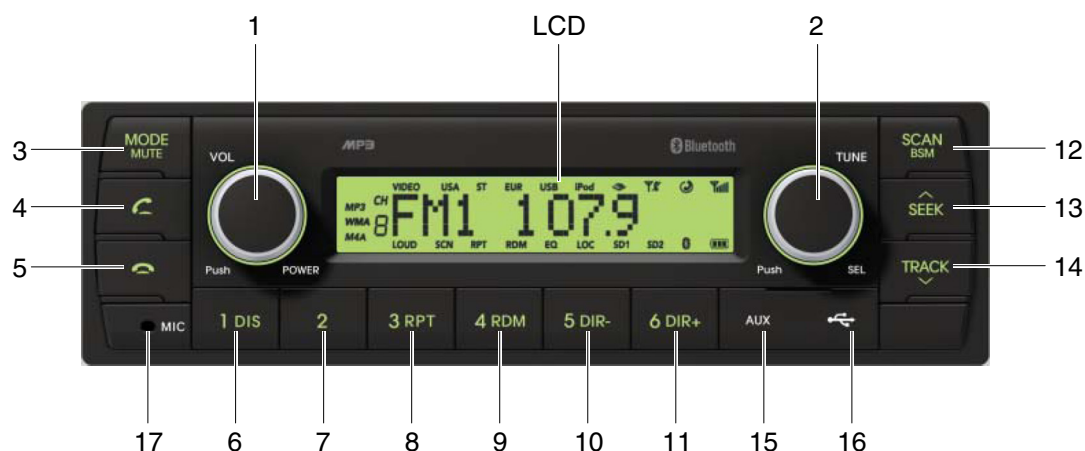 1 LCD 2
3 MODE MUTE
VOL
MP3
Bluetooth
TUNE
SCAN BSM 12
4
5
VIDEO USA ST EUR USB iPod
MP3 CH
WMA 8 FM1 107.9
M4A
LOUD SCN RPT RDM EQ LOC SD1 SD2
SEEK 13
TRACK 14
Push POWER
Push SEL
MIC
1 DIS
2
3 RPT
4 RDM
5 DIR-
6 DIR+
AUX
17 6 7 8 9 10 11 15 16